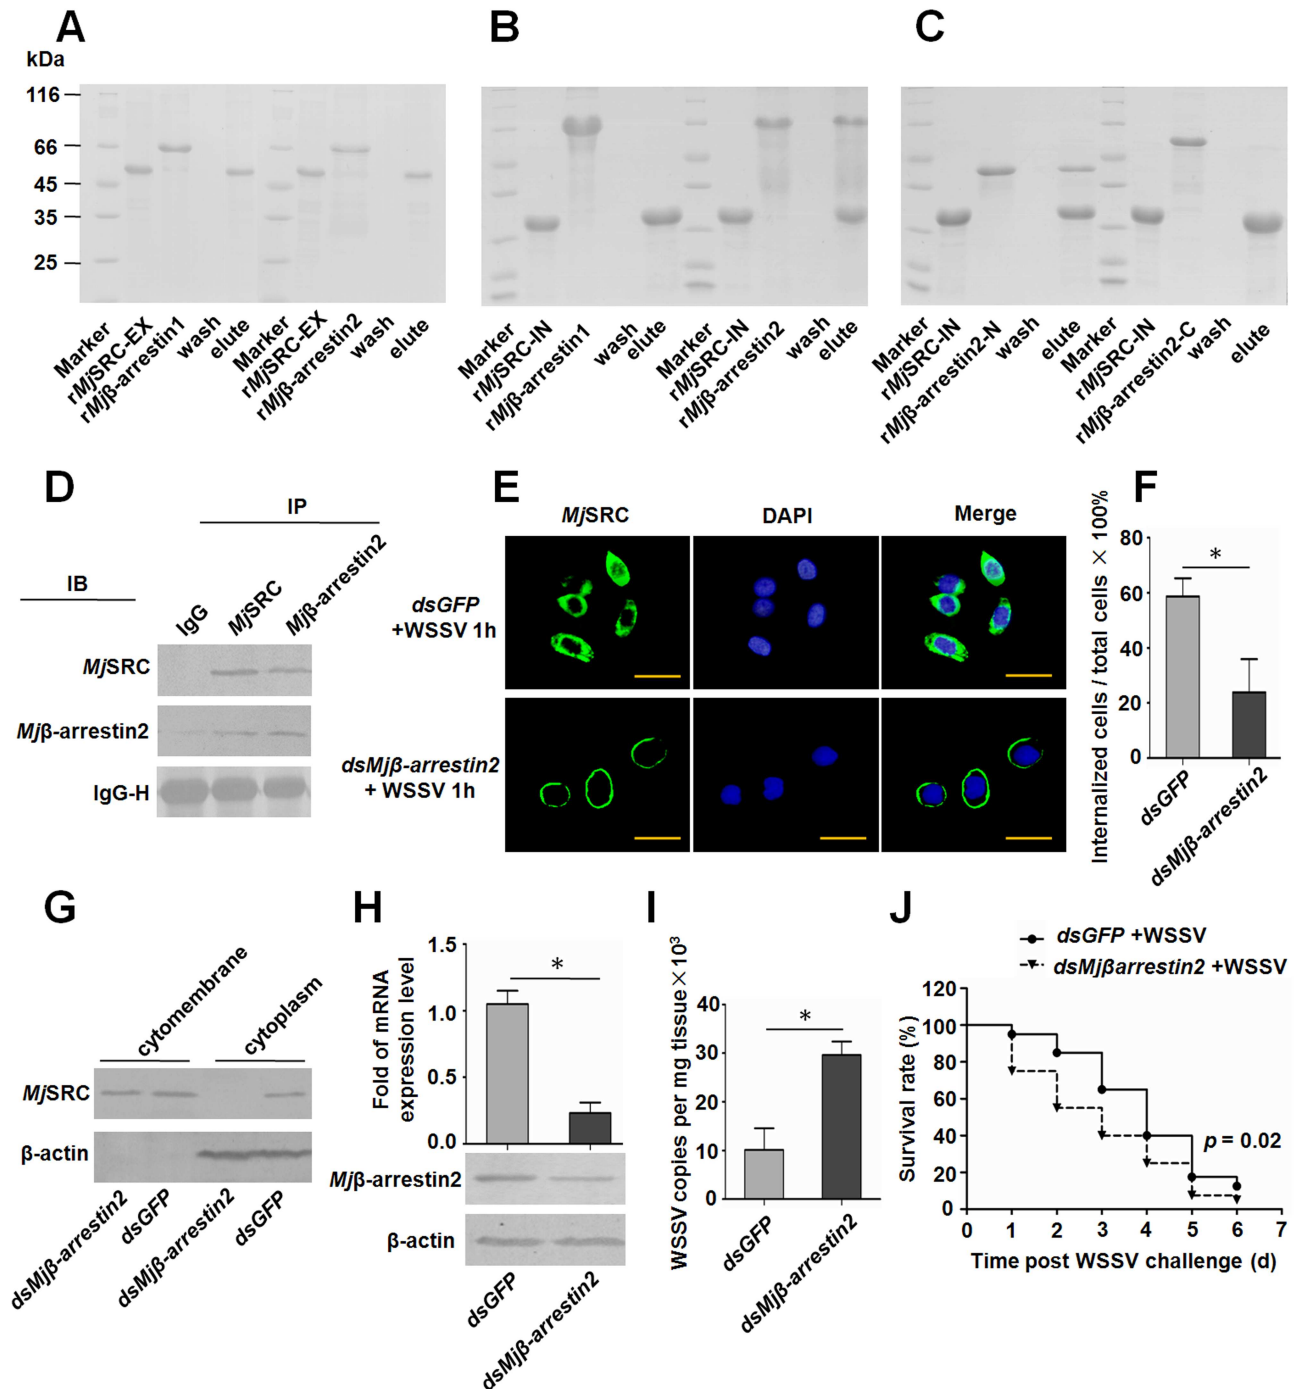 A
B
C
kDa
116
66
45
35
25
Marker
rMjSRC-EX
rMjβ-arrestin1
wash
elute
Marker
rMjSRC-EX
rMjβ-arrestin2
wash
elute
Marker
rMjSRC-IN
rMjβ-arrestin1
wash
elute
Marker
rMjSRC-IN
rMjβ-arrestin2
wash
elute
Marker
rMjSRC-IN
rMjβ-arrestin2-N
wash
elute
Marker
rMjSRC-IN
rMjβ-arrestin2-C
wash
elute
D
IP
IB
IgG
MjSRC
Mjβ-arrestin2
MjSRC
Mjβ-arrestin2
IgG-H
E
MjSRC
DAPI
Merge
dsGFP
+WSSV 1h
dsMjβ-arrestin2
+ WSSV 1h
F
Internalized cells / total cells × 100%
80
60
40
20
0
*
dsGFP
dsMjβ-arrestin2
G
cytomembrane
cytoplasm
MjSRC
β-actin
dsMjβ-arrestin2
dsGFP
dsMjβ-arrestin2
dsGFP
H
Fold of mRNA
expression level
1.5
1.0
0.5
0.0
*
Mjβ-arrestin2
β-actin
dsGFP
dsMjβ-arrestin2
I
WSSV copies per mg tissue×10³
40
30
20
10
0
*
dsGFP
dsMjβ-arrestin2
J
dsGFP +WSSV
dsMjβarrestin2 +WSSV
Survival rate (%)
120
100
80
60
40
20
0
p = 0.02
0 1 2 3 4 5 6 7
Time post WSSV challenge (d)